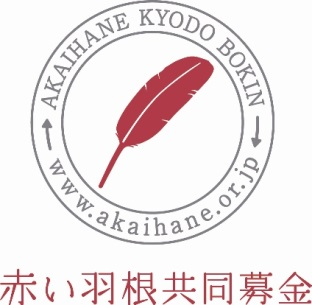 AKAIHANE KYODO BOKIN
www.akaihane.or.jp
赤い羽根共同募金